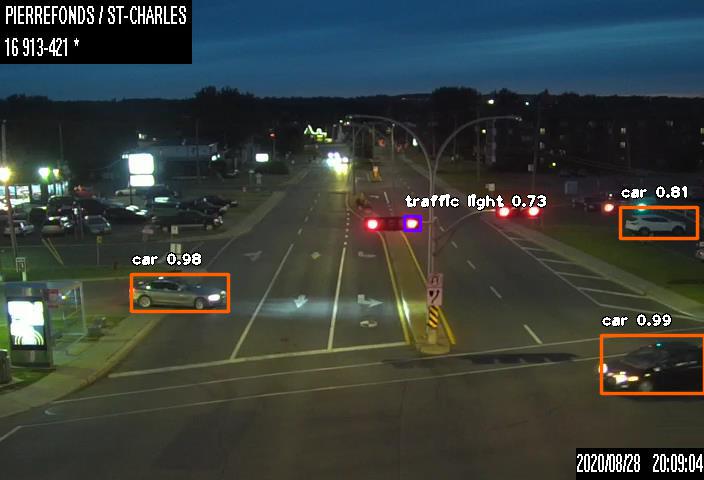 PIERREFONDS / ST-CHARLES
16 913-421 *
traffic light 0.73
car 0.81
car 0.98
car 0.99
2020/08/28 20:09:04